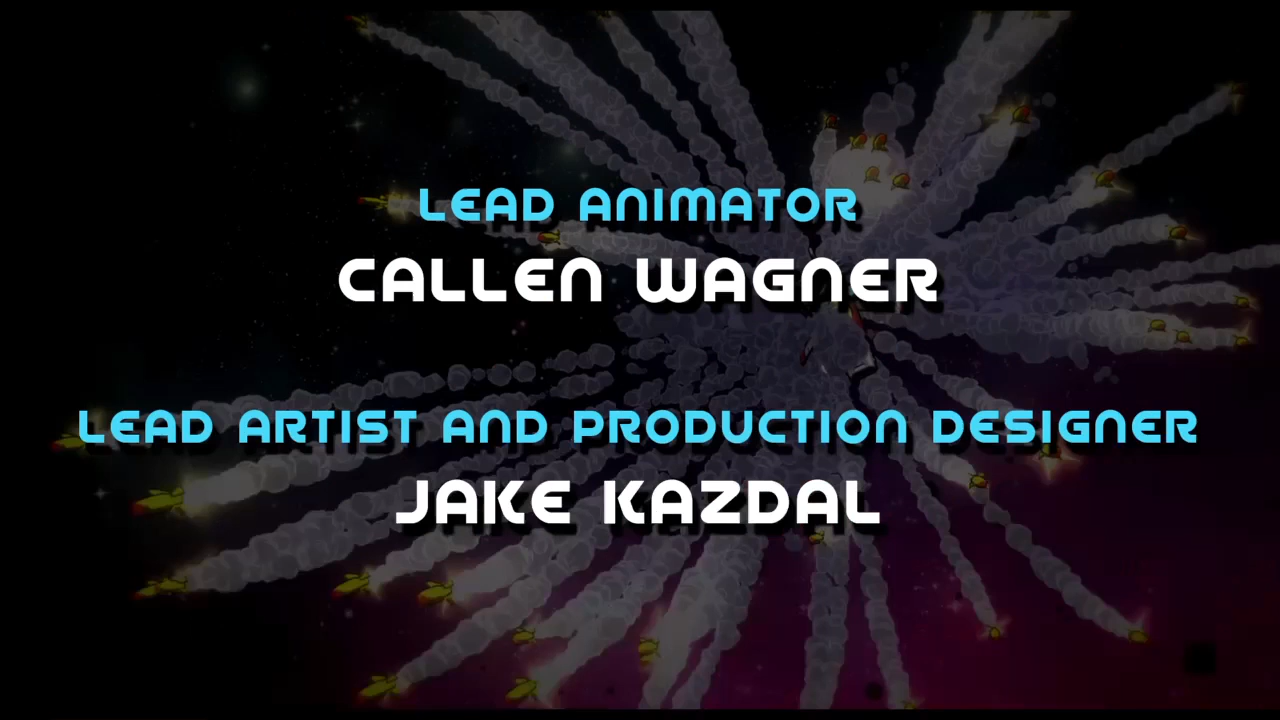 LEAD ANIMATOR
CALLEN WAGNER
LEAD ARTIST AND PRODUCTION DESIGNER
JAKE KAZDAL